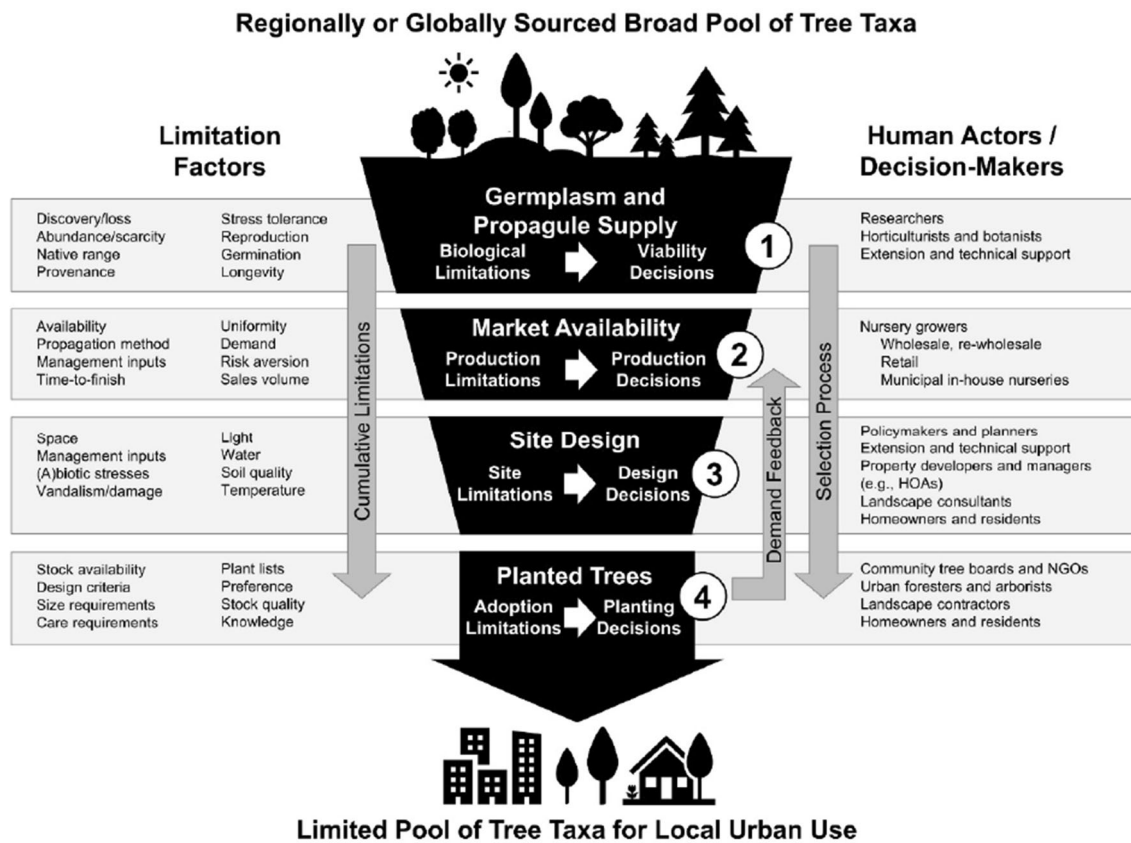 Regionally or Globally Sourced Broad Pool of Tree Taxa
Limitation
Factors
Human Actors /
Decision-Makers
Germplasm and
Propagule Supply
Biological
Limitations
Viability
Decisions
1
Discovery/loss
Abundance/scarcity
Native range
Provenance
Stress tolerance
Reproduction
Germination
Longevity
Researchers
Horticulturists and botanists
Extension and technical support
Market Availability
Production
Limitations
Production
Decisions
2
Availability
Propagation method
Management inputs
Time-to-finish
Uniformity
Demand
Risk aversion
Sales volume
Nursery growers
Wholesale, re-wholesale
Retail
Municipal in-house nurseries
Site Design
Site
Limitations
Design
Decisions
3
Space
Management inputs
(A)biotic stresses
Vandalism/damage
Light
Water
Soil quality
Temperature
Policymakers and planners
Extension and technical support
Property developers and managers
(e.g., HOAs)
Landscape consultants
Homeowners and residents
Planted Trees
Adoption
Limitations
Planting
Decisions
4
Stock availability
Design criteria
Size requirements
Care requirements
Plant lists
Preference
Stock quality
Knowledge
Community tree boards and NGOs
Urban foresters and arborists
Landscape contractors
Homeowners and residents
Cumulative Limitations
Demand Feedback
Selection Process
Limited Pool of Tree Taxa for Local Urban Use